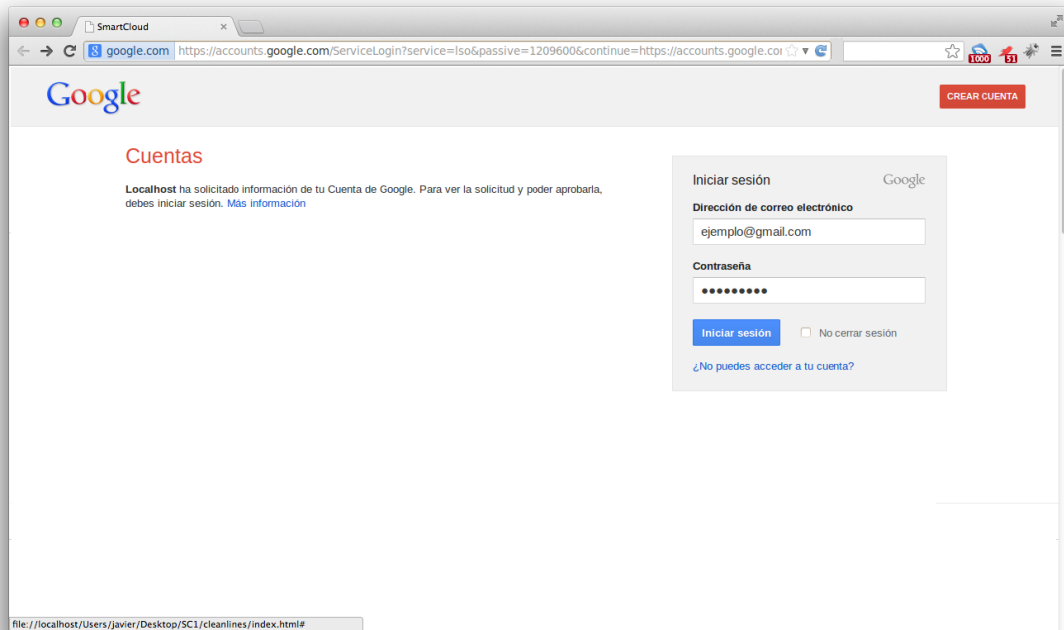 SmartCloud
google.com https://accounts.google.com/ServiceLogin?service=lso&passive=1209600&continue=https://accounts.google.cor
1000 51
Google
CREAR CUENTA
Cuentas
Localhost ha solicitado información de tu Cuenta de Google. Para ver la solicitud y poder aprobarla,
debes iniciar sesión. Más información
Iniciar sesión Google
Dirección de correo electrónico
ejemplo@gmail.com
Contraseña
Iniciar sesión No cerrar sesión
¿No puedes acceder a tu cuenta?
file://localhost/Users/javier/Desktop/SC1/cleanlines/index.html#